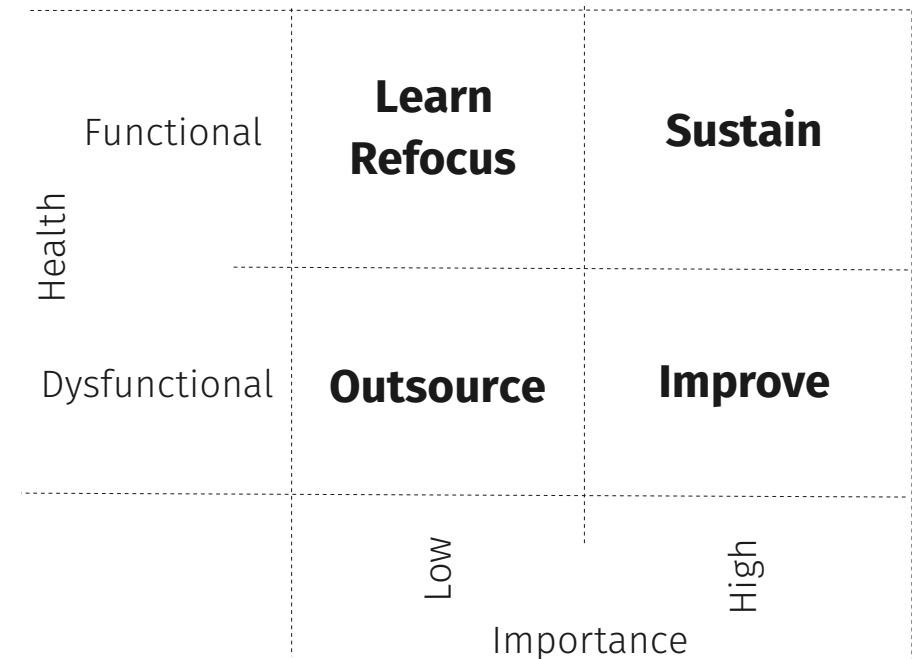 Learn
Refocus
Sustain
Functional
Health
Dysfunctional
Outsource
Improve
Low
High
Importance